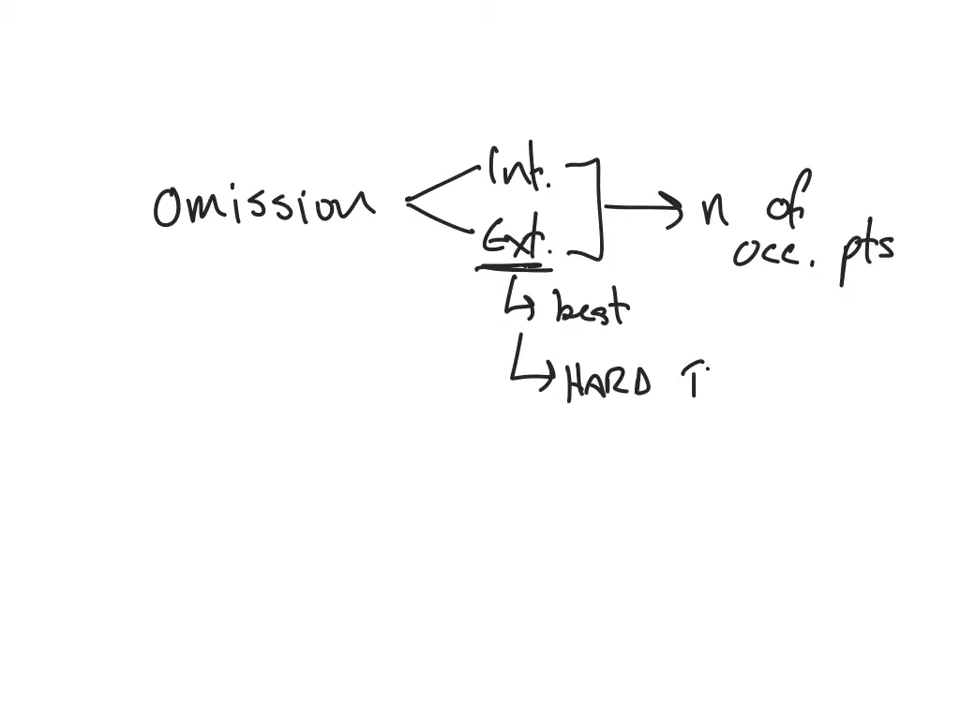 Omission
Int.
Ext.
n of
occ. pts
best
HARD T